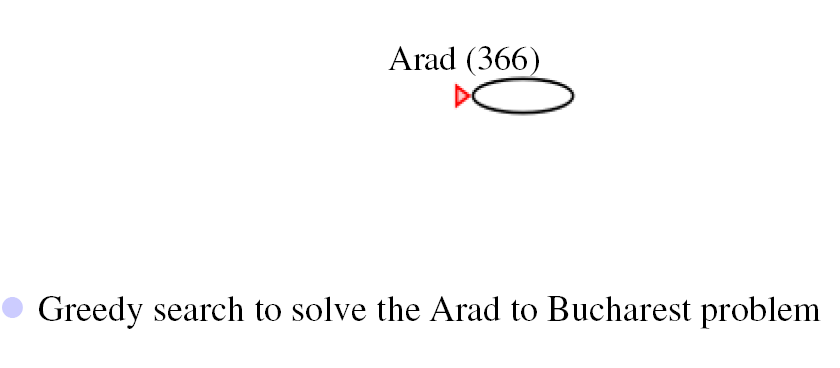 Arad (366)
Greedy search to solve the Arad to Bucharest problem